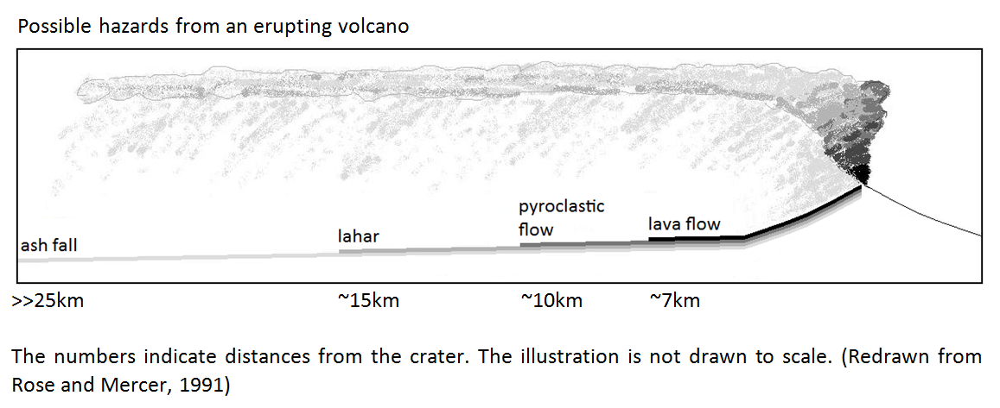 Possible hazards from an erupting volcano
pyroclastic
flow
lava flow
lahar
ash fall
>>25km
~15km
~10km
~7km
The numbers indicate distances from the crater. The illustration is not drawn to scale. (Redrawn from
Rose and Mercer, 1991)